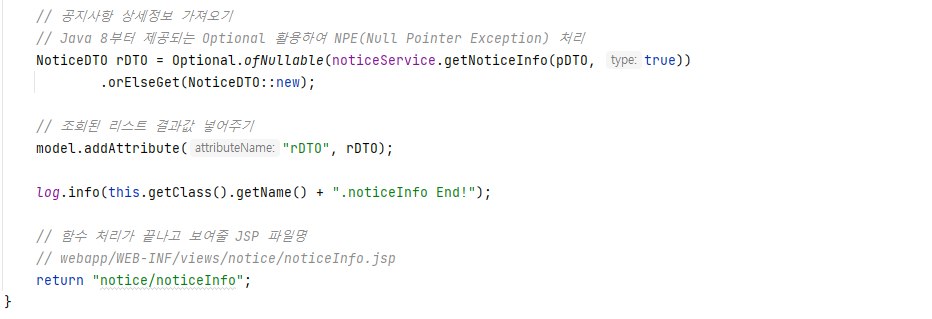 // 공지사항 상세정보 가져오기
// Java 8부터 제공되는 Optional 활용하여 NPE(Null Pointer Exception) 처리
NoticeDTO rDTO = Optional.ofNullable(noticeService.getNoticeInfo(pDTO, type: true))
.orElseGet(NoticeDTO::new);
// 조회된 리스트 결과값 넣어주기
model.addAttribute( attributeName: "rDTO", rDTO);
log.info(this.getClass().getName() + ".noticeInfo End!");
// 함수 처리가 끝나고 보여줄 JSP 파일명
// webapp/WEB-INF/views/notice/noticeInfo.jsp
return "notice/noticeInfo";
}